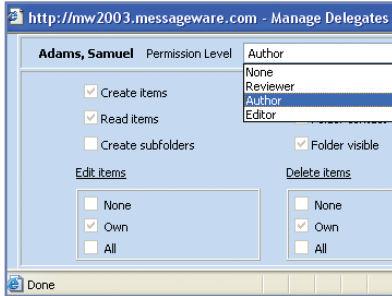 http://mw2003.messageware.com - Manage Delegates
Adams, Samuel Permission Level Author
None
Reviewer
Author
Editor
Create items
Read items
Create subfolders
Folder visible
Edit items
Delete items
None
Own
All
None
Own
All
Done